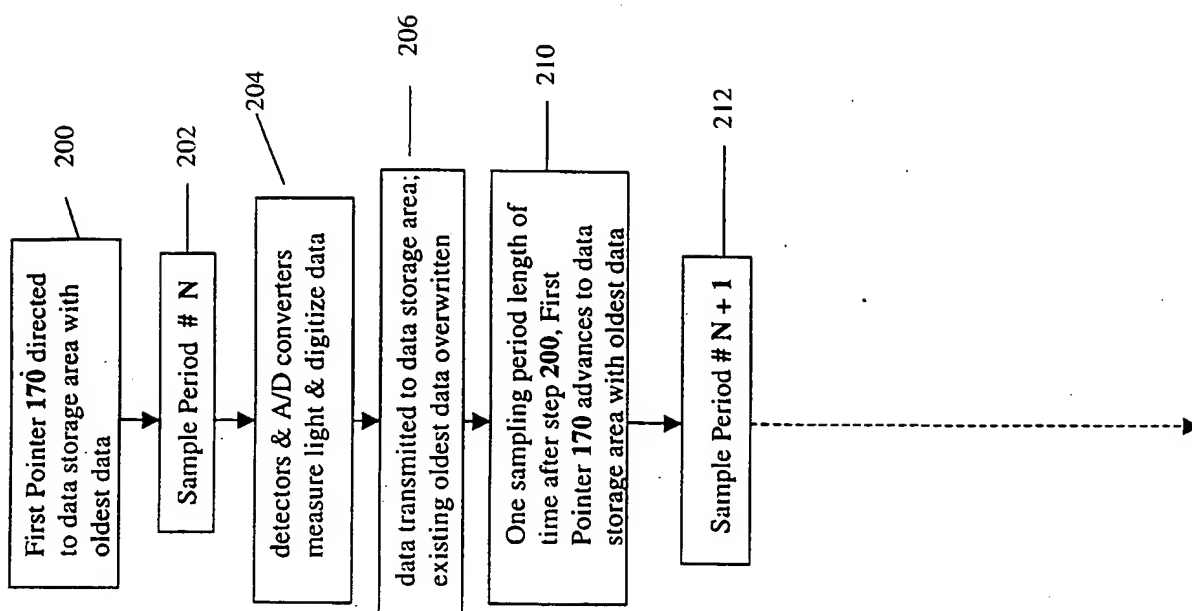 200
First Pointer 170 directed
to data storage area with
oldest data
202
Sample Period # N
204
detectors & A/D converters
measure light & digitize data
206
data transmitted to data storage area;
existing oldest data overwritten
210
One sampling period length of
time after step 200, First
Pointer 170 advances to data
storage area with oldest data
212
Sample Period # N + 1